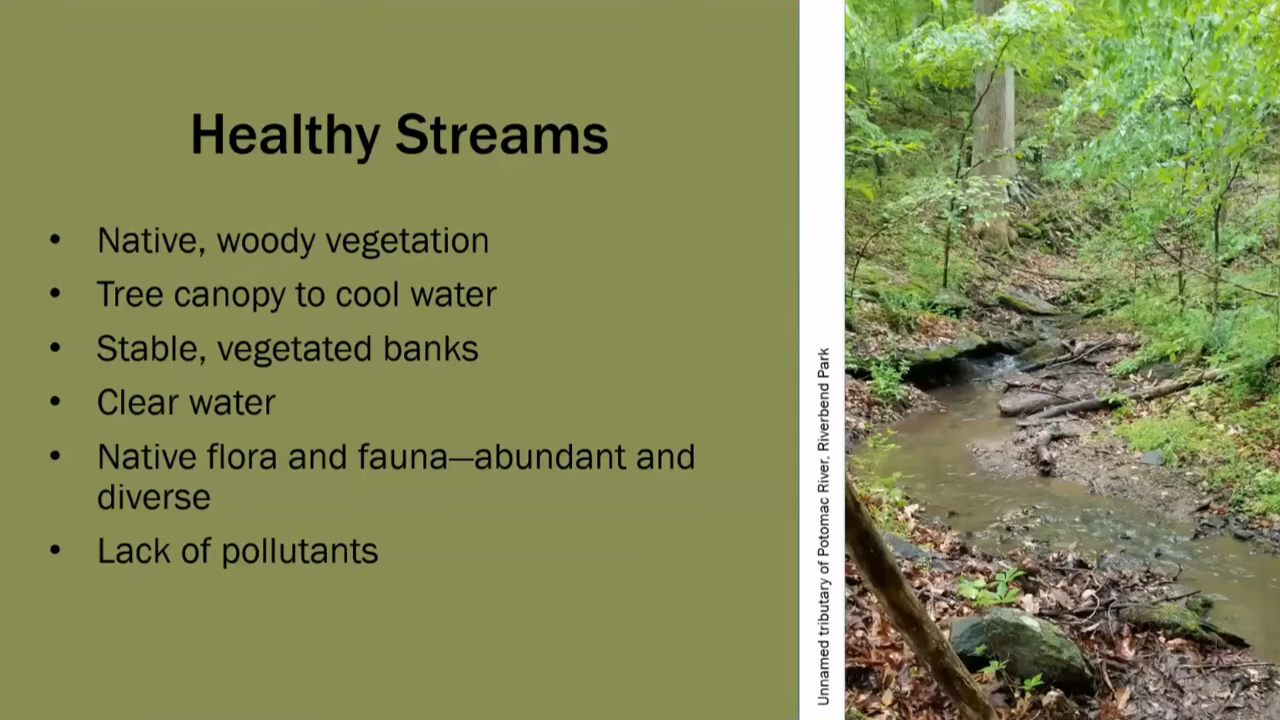 Healthy Streams
• Native, woody vegetation
• Tree canopy to cool water
• Stable, vegetated banks
• Clear water
• Native flora and fauna—abundant and
diverse
• Lack of pollutants
Unnamed tributary of Potomac River, Riverbend Park